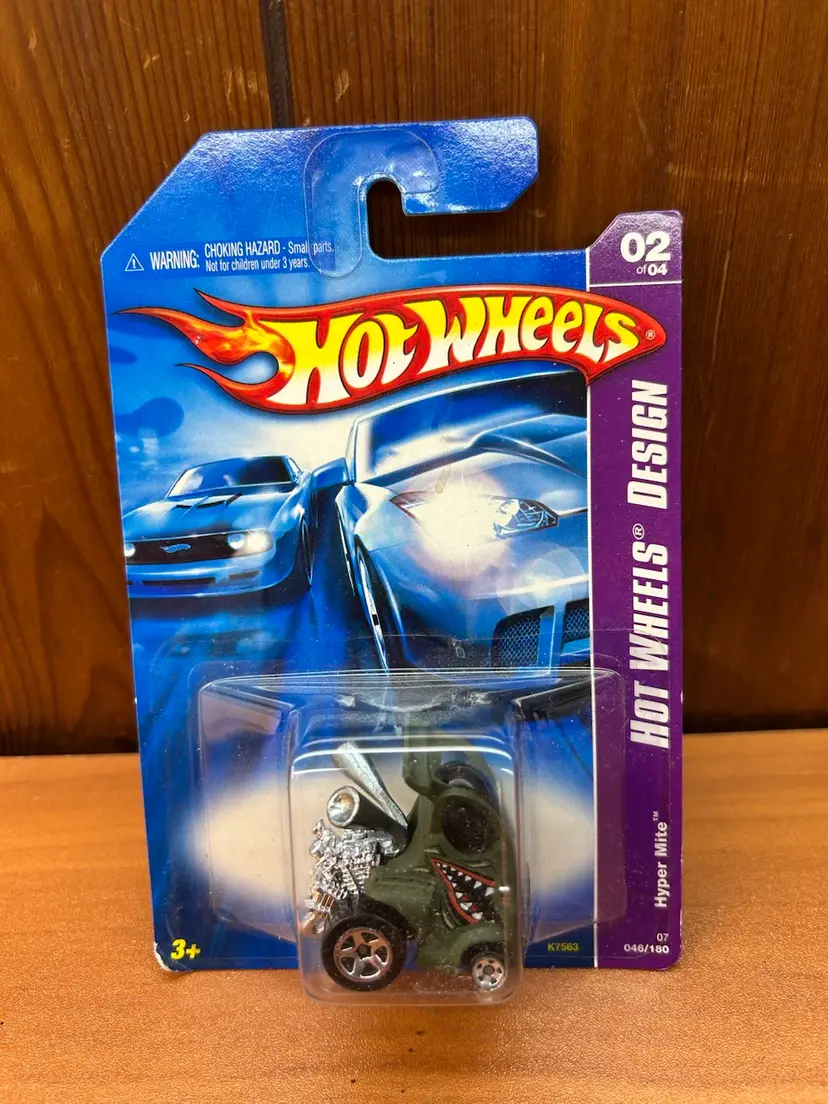 WARNING: CHOKING HAZARD - Small parts.
Not for children under 3 years.
02
of 04
HOT WHEELS®
HOT WHEELS® DESIGN
Hyper Mite™
07
046/180
K7563
3+